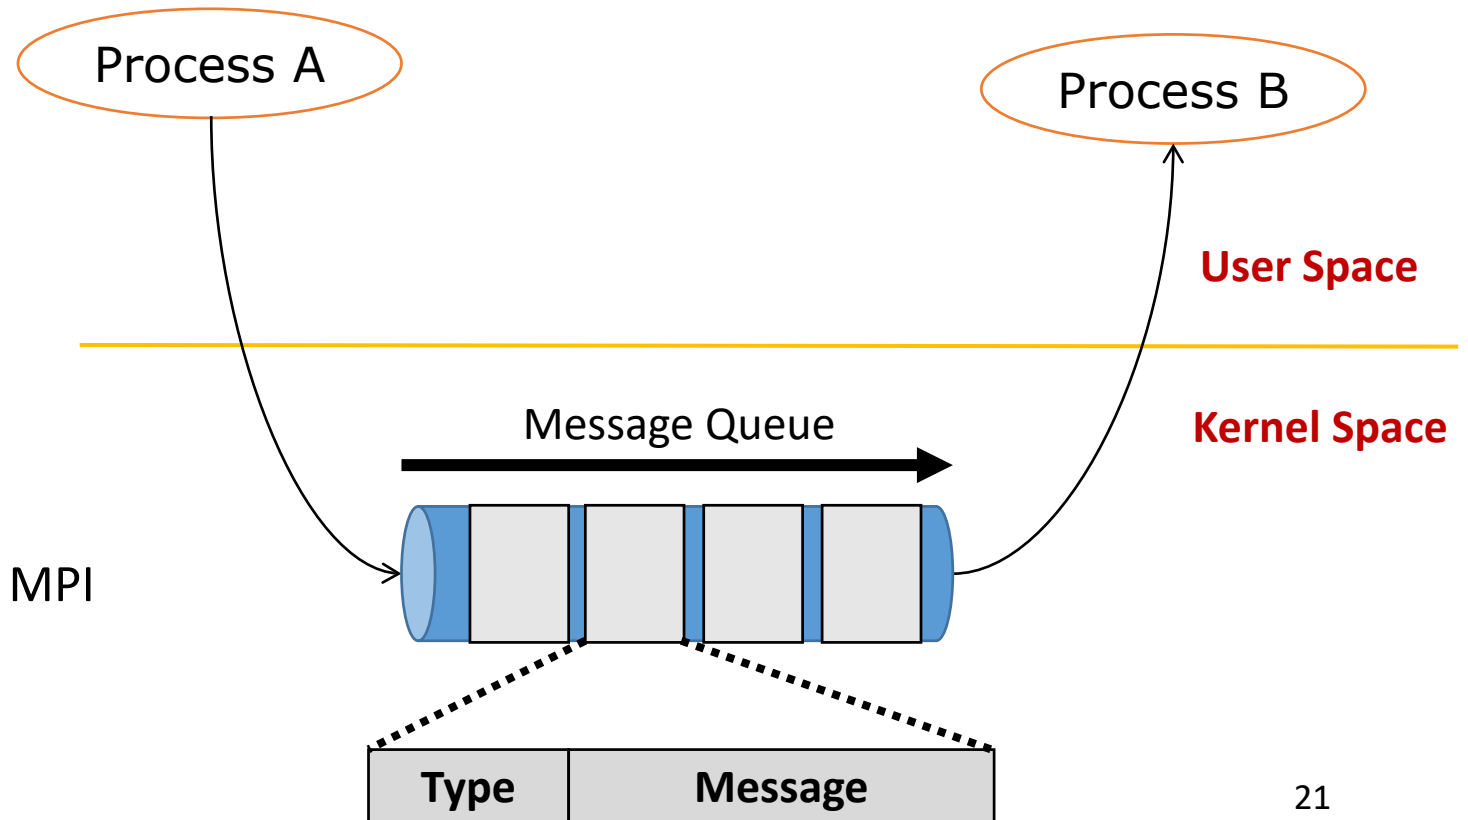 Process A
Process B
User Space
Kernel Space
Message Queue
MPI
Type
Message
21